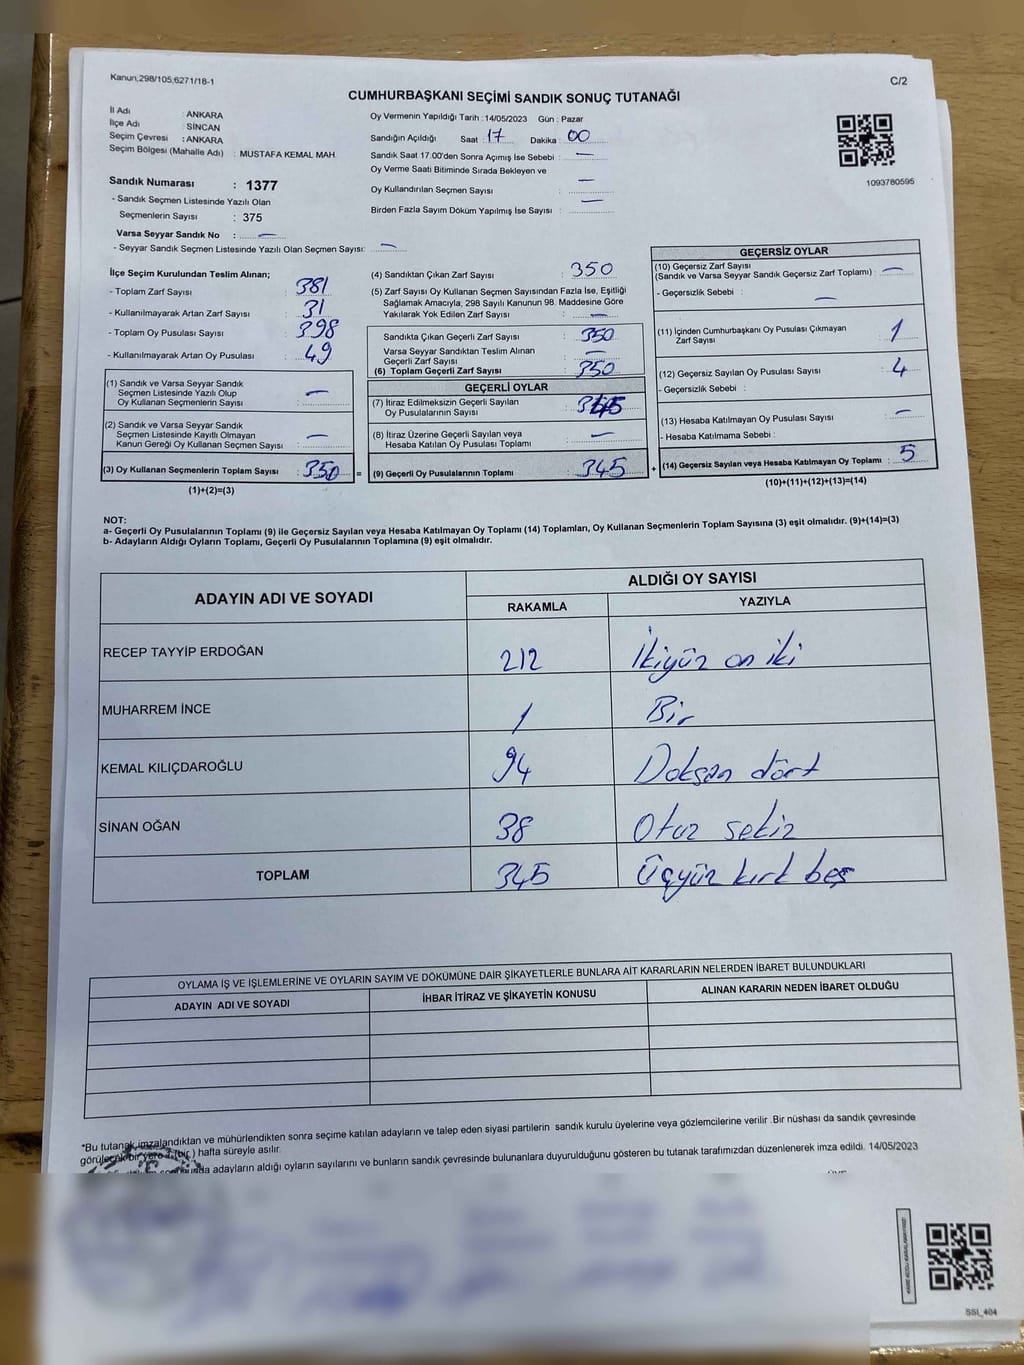 Kanun;298/105;6271/18-1
C/2
CUMHURBAŞKANI SEÇİMİ SANDIK SONUÇ TUTANAĞI
İl Adı : ANKARA
İlçe Adı : SİNCAN
Seçim Çevresi : ANKARA
Seçim Bölgesi (Mahalle Adı) : MUSTAFA KEMAL MAH.
Sandık Numarası : 1377
- Sandık Seçmen Listesinde Yazılı Olan
Seçmenlerin Sayısı : 375
Varsa Seyyar Sandık No : —
- Seyyar Sandık Seçmen Listesinde Yazılı Olan Seçmen Sayısı: —
Oy Vermenin Yapıldığı Tarih : 14/05/2023 Gün : Pazar
Sandığın Açıldığı Saat : 17 Dakika : 00
Sandık Saat 17:00'den Sonra Açımış İse Sebebi : —
Oy Verme Saati Bitiminde Sırada Bekleyen ve
Oy Kullandırılan Seçmen Sayısı : —
Birden Fazla Sayım Döküm Yapılmış İse Sayısı : —
1093780595
İlçe Seçim Kurulundan Teslim Alınan;
- Toplam Zarf Sayısı : 381
- Kullanılmayarak Artan Zarf Sayısı : 31
- Toplam Oy Pusulası Sayısı : 398
- Kullanılmayarak Artan Oy Pusulası : 49
(1) Sandık ve Varsa Seyyar Sandık
Seçmen Listesinde Yazılı Olup
Oy Kullanan Seçmenlerin Sayısı : —
(2) Sandık ve Varsa Seyyar Sandık
Seçmen Listesinde Kayıtlı Olmayan
Kanun Gereği Oy Kullanan Seçmen Sayısı : —
(3) Oy Kullanan Seçmenlerin Toplam Sayısı : 350
(1)+(2)=(3)
(4) Sandıktan Çıkan Zarf Sayısı : 350
(5) Zarf Sayısı Oy Kullanan Seçmen Sayısından Fazla İse, Eşitliği
Sağlamak Amacıyla, 298 Sayılı Kanunun 98. Maddesine Göre
Yakılarak Yok Edilen Zarf Sayısı : —
Sandıkta Çıkan Geçerli Zarf Sayısı : 350
Varsa Seyyar Sandıktan Teslim Alınan
Geçerli Zarf Sayısı : —
(6) Toplam Geçerli Zarf Sayısı : 350
GEÇERLİ OYLAR
(7) İtiraz Edilmeksizin Geçerli Sayılan
Oy Pusulalarının Sayısı : 345
(8) İtiraz Üzerine Geçerli Sayılan veya
Hesaba Katılan Oy Pusulası Toplamı : —
= (9) Geçerli Oy Pusulalarının Toplamı : 345
GEÇERSİZ OYLAR
(10) Geçersiz Zarf Sayısı
(Sandık ve Varsa Seyyar Sandık Geçersiz Zarf Toplamı) : —
- Geçersizlik Sebebi : —
(11) İçinden Cumhurbaşkanı Oy Pusulası Çıkmayan
Zarf Sayısı : 1
(12) Geçersiz Sayılan Oy Pusulası Sayısı : 4
- Geçersizlik Sebebi :
(13) Hesaba Katılmayan Oy Pusulası Sayısı : —
- Hesaba Katılmama Sebebi :
+ (14) Geçersiz Sayılan veya Hesaba Katılmayan Oy Toplamı : 5
(10)+(11)+(12)+(13)=(14)
NOT:
a- Geçerli Oy Pusulalarının Toplamı (9) ile Geçersiz Sayılan veya Hesaba Katılmayan Oy Toplamı (14) Toplamları, Oy Kullanan Seçmenlerin Toplam Sayısına (3) eşit olmalıdır. (9)+(14)=(3)
b- Adayların Aldığı Oyların Toplamı, Geçerli Oy Pusulalarının Toplamına (9) eşit olmalıdır.
ADAYIN ADI VE SOYADI
ALDIĞI OY SAYISI
RAKAMLA YAZIYLA
RECEP TAYYİP ERDOĞAN 212 İkiyüz on iki
MUHARREM İNCE 1 Bir
KEMAL KILIÇDAROĞLU 94 Doksan dört
SİNAN OĞAN 38 Otuz sekiz
TOPLAM 345 Üçyüz kırk beş
OYLAMA İŞ VE İŞLEMLERİNE VE OYLARIN SAYIM VE DÖKÜMÜNE DAİR ŞİKAYETLERLE BUNLARA AİT KARARLARIN NELERDEN İBARET BULUNDUKLARI
ADAYIN ADI VE SOYADI İHBAR İTİRAZ VE ŞİKAYETİN KONUSU ALINAN KARARIN NEDEN İBARET OLDUĞU
*Bu tutanak imzalandıktan ve mühürlendikten sonra seçime katılan adayların ve talep eden siyasi partilerin sandık kurulu üyelerine veya gözlemcilerine verilir .Bir nüshası da sandık çevresinde
görülecek bir yere 1 (bir ) hafta süreyle asılır.
adayların aldığı oyların sayılarını ve bunların sandık çevresinde bulunanlara duyurulduğunu gösteren bu tutanak tarafımızdan düzenlenerek imza edildi. 14/05/2023
SSI_404